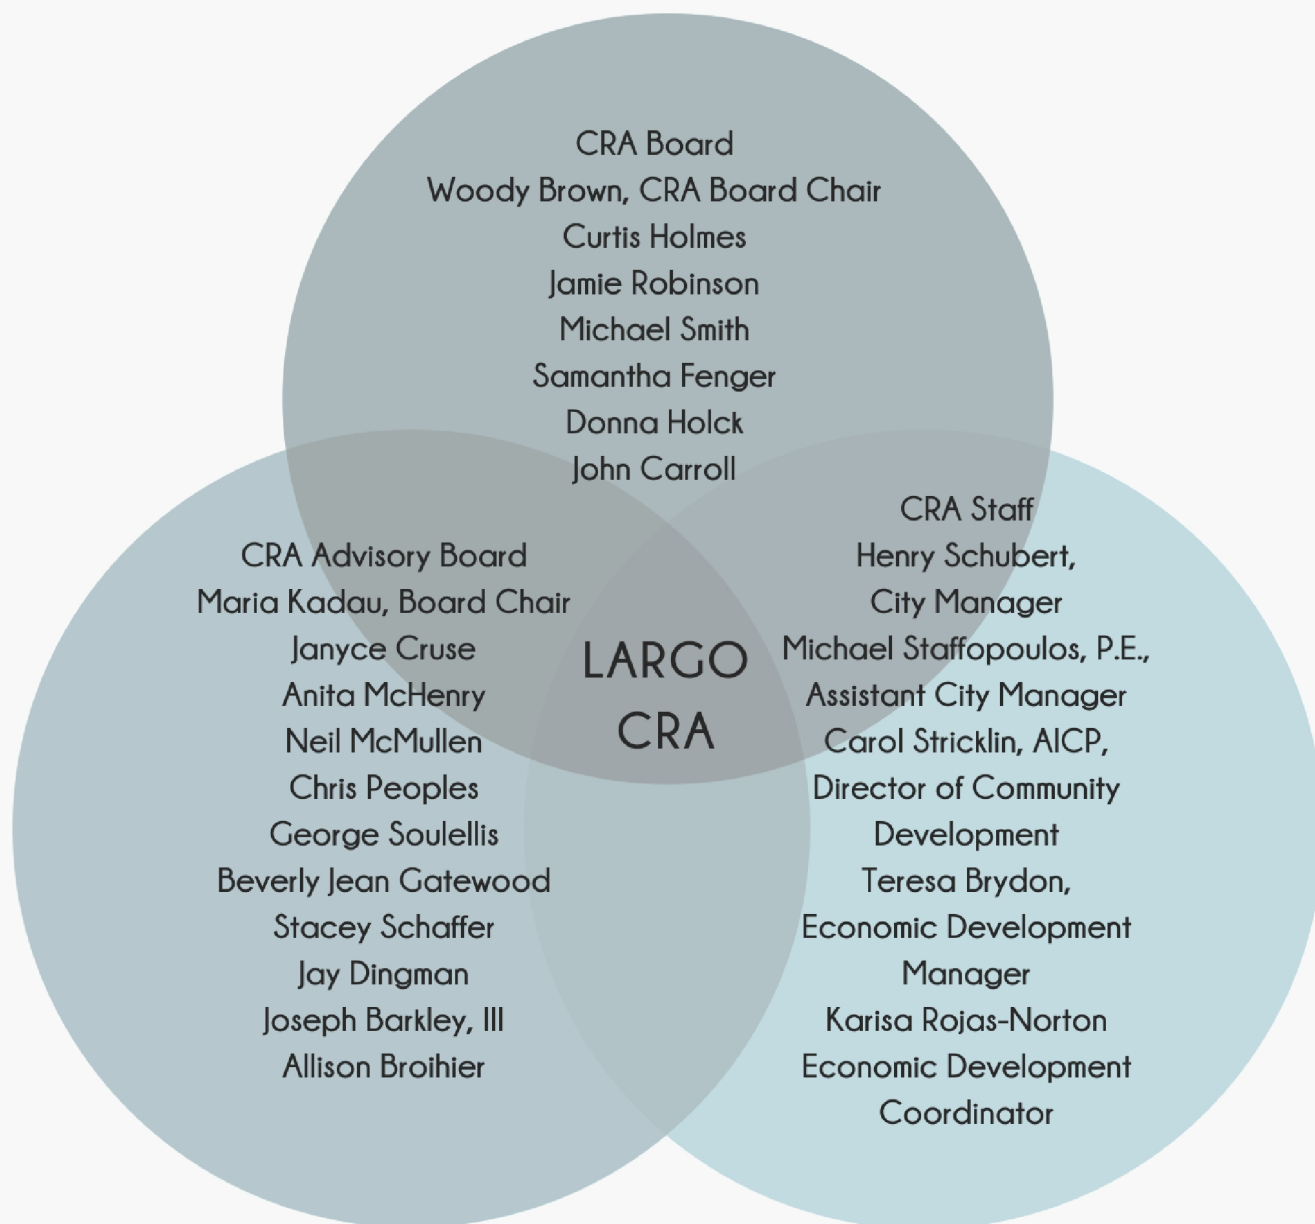 CRA Board
Woody Brown, CRA Board Chair
Curtis Holmes
Jamie Robinson
Michael Smith
Samantha Fenger
Donna Holck
John Carroll
CRA Advisory Board
Maria Kadau, Board Chair
Janyce Cruse
Anita McHenry
Neil McMullen
Chris Peoples
George Soulellis
Beverly Jean Gatewood
Stacey Schaffer
Jay Dingman
Joseph Barkley, III
Allison Broihier
LARGO
CRA
CRA Staff
Henry Schubert,
City Manager
Michael Staffopoulos, P.E.,
Assistant City Manager
Carol Stricklin, AICP,
Director of Community
Development
Teresa Brydon,
Economic Development
Manager
Karisa Rojas-Norton
Economic Development
Coordinator